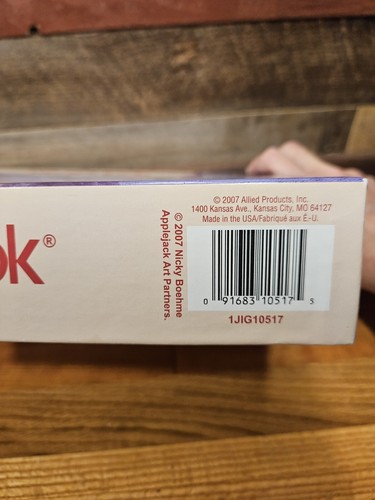 ok®
© 2007 Allied Products, Inc.
1400 Kansas Ave., Kansas City, MO 64127
Made in the USA/Fabriqué aux É.-U.
© 2007 Nicky Boehme
Applejack Art Partners.
0 91683 10517 5
1JIG10517